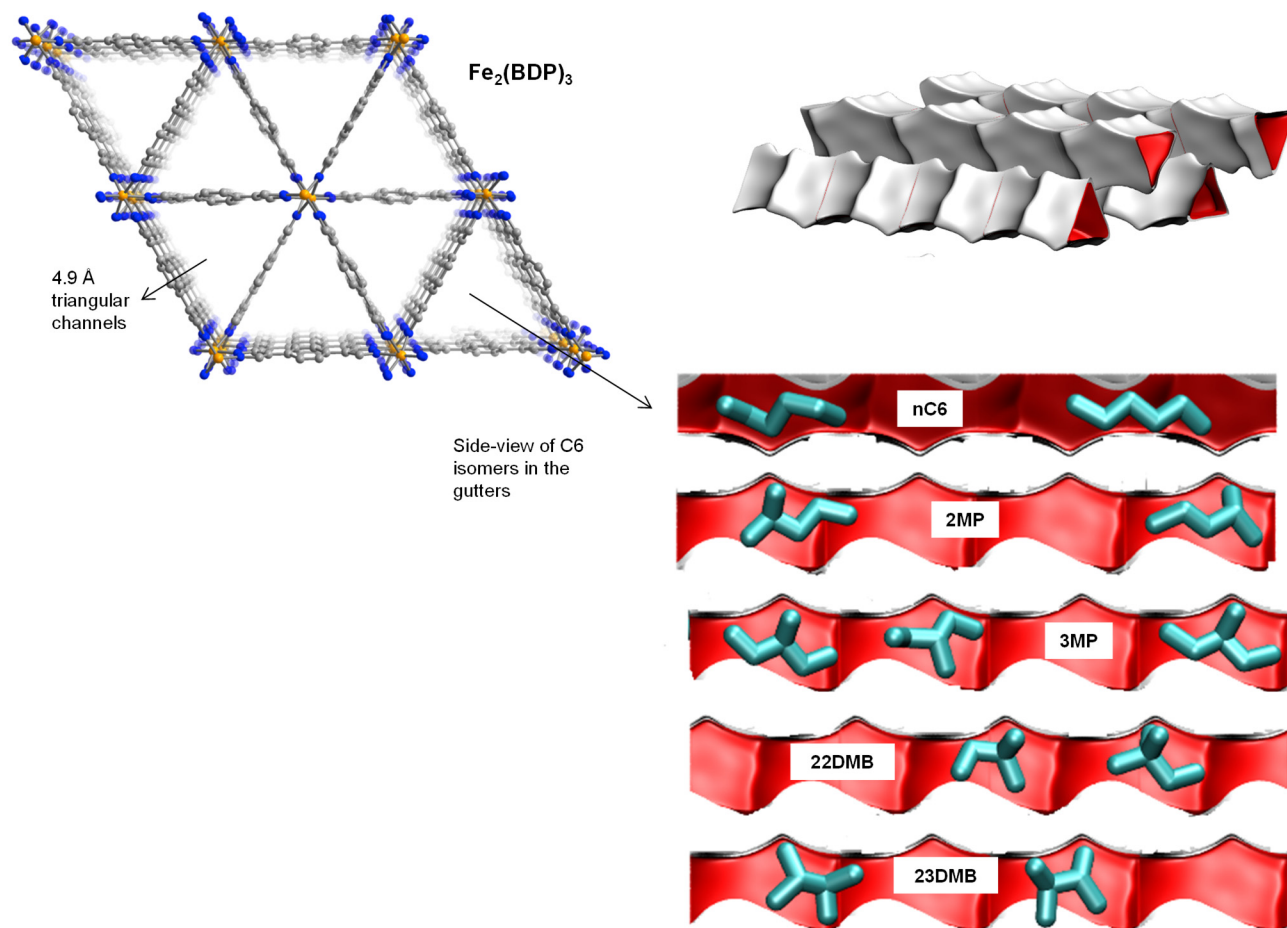 Fe₂(BDP)₃
4.9 Å
triangular
channels
Side-view of C6
isomers in the
gutters
nC6
2MP
3MP
22DMB
23DMB